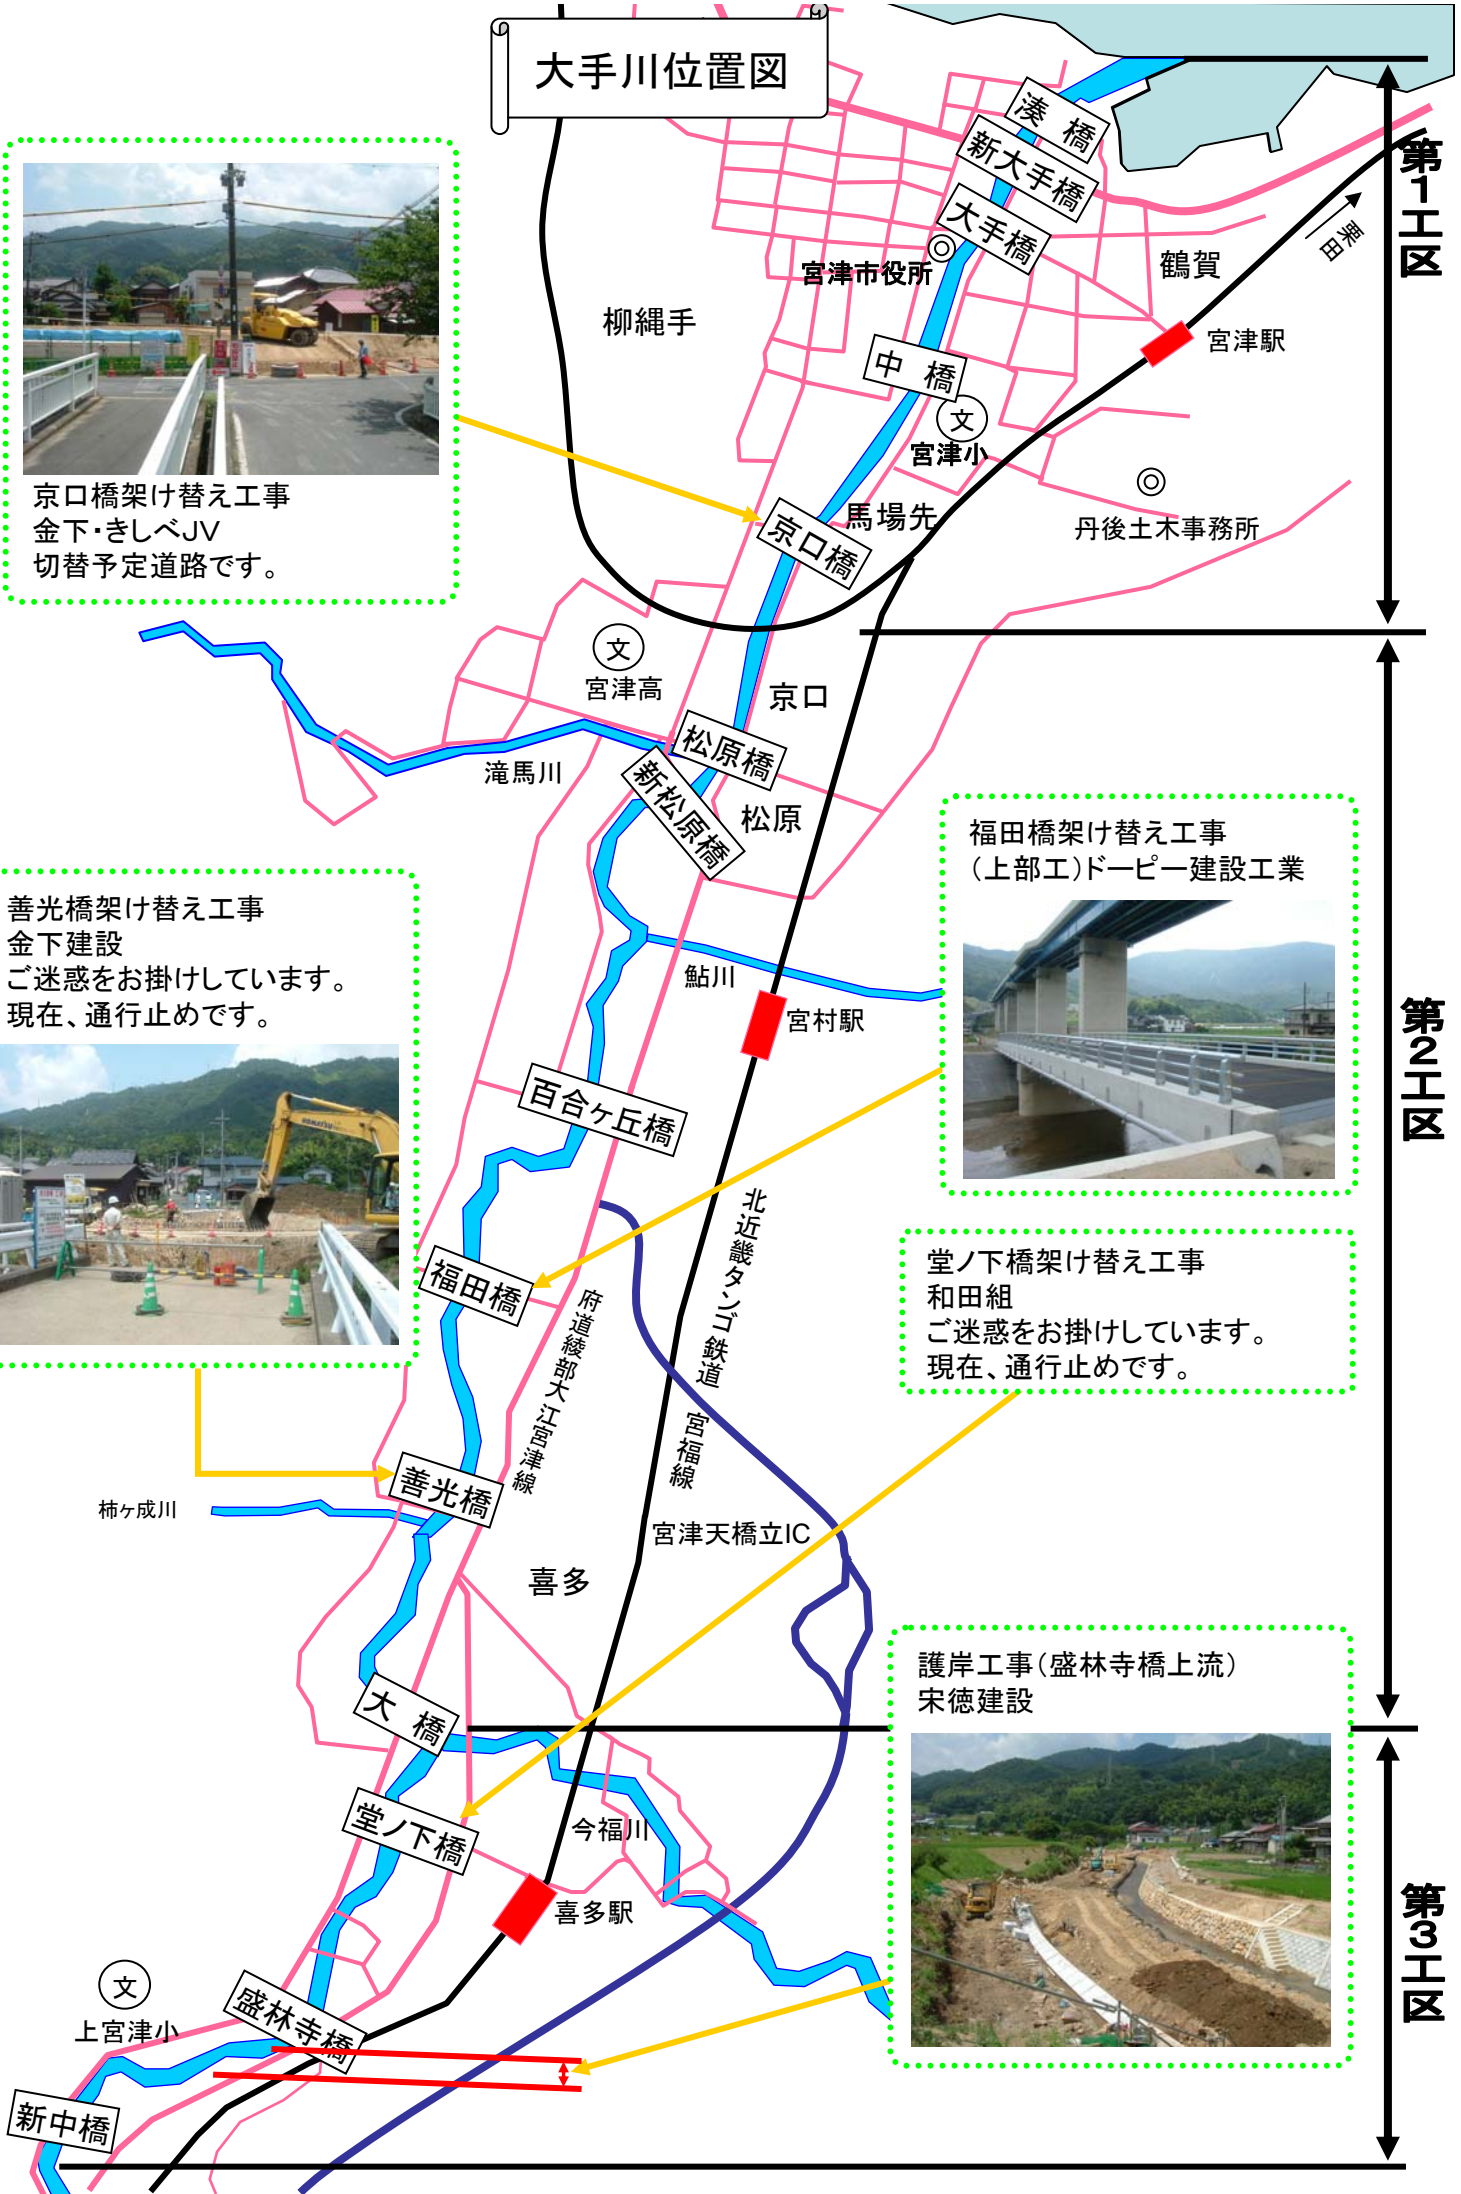 大手川位置図
湊橋
新大手橋
大手橋
第1工区
栗田
鶴賀
宮津市役所
柳縄手
宮津駅
中橋
文
宮津小
京口橋架け替え工事
金下・きしべJV
切替予定道路です。
馬場先
京口橋
丹後土木事務所
文
宮津高
京口
松原橋
滝馬川
新松原橋
松原
福田橋架け替え工事
(上部工)ドーピー建設工業
善光橋架け替え工事
金下建設
ご迷惑をお掛けしています。
現在、通行止めです。
鮎川
宮村駅
第2工区
百合ヶ丘橋
北近畿タンゴ鉄道 宮福線
福田橋
府道綾部大江宮津線
堂ノ下橋架け替え工事
和田組
ご迷惑をお掛けしています。
現在、通行止めです。
善光橋
柿ヶ成川
宮津天橋立IC
喜多
護岸工事(盛林寺橋上流)
宋徳建設
大橋
堂ノ下橋
今福川
喜多駅
第3工区
文
上宮津小
盛林寺橋
新中橋